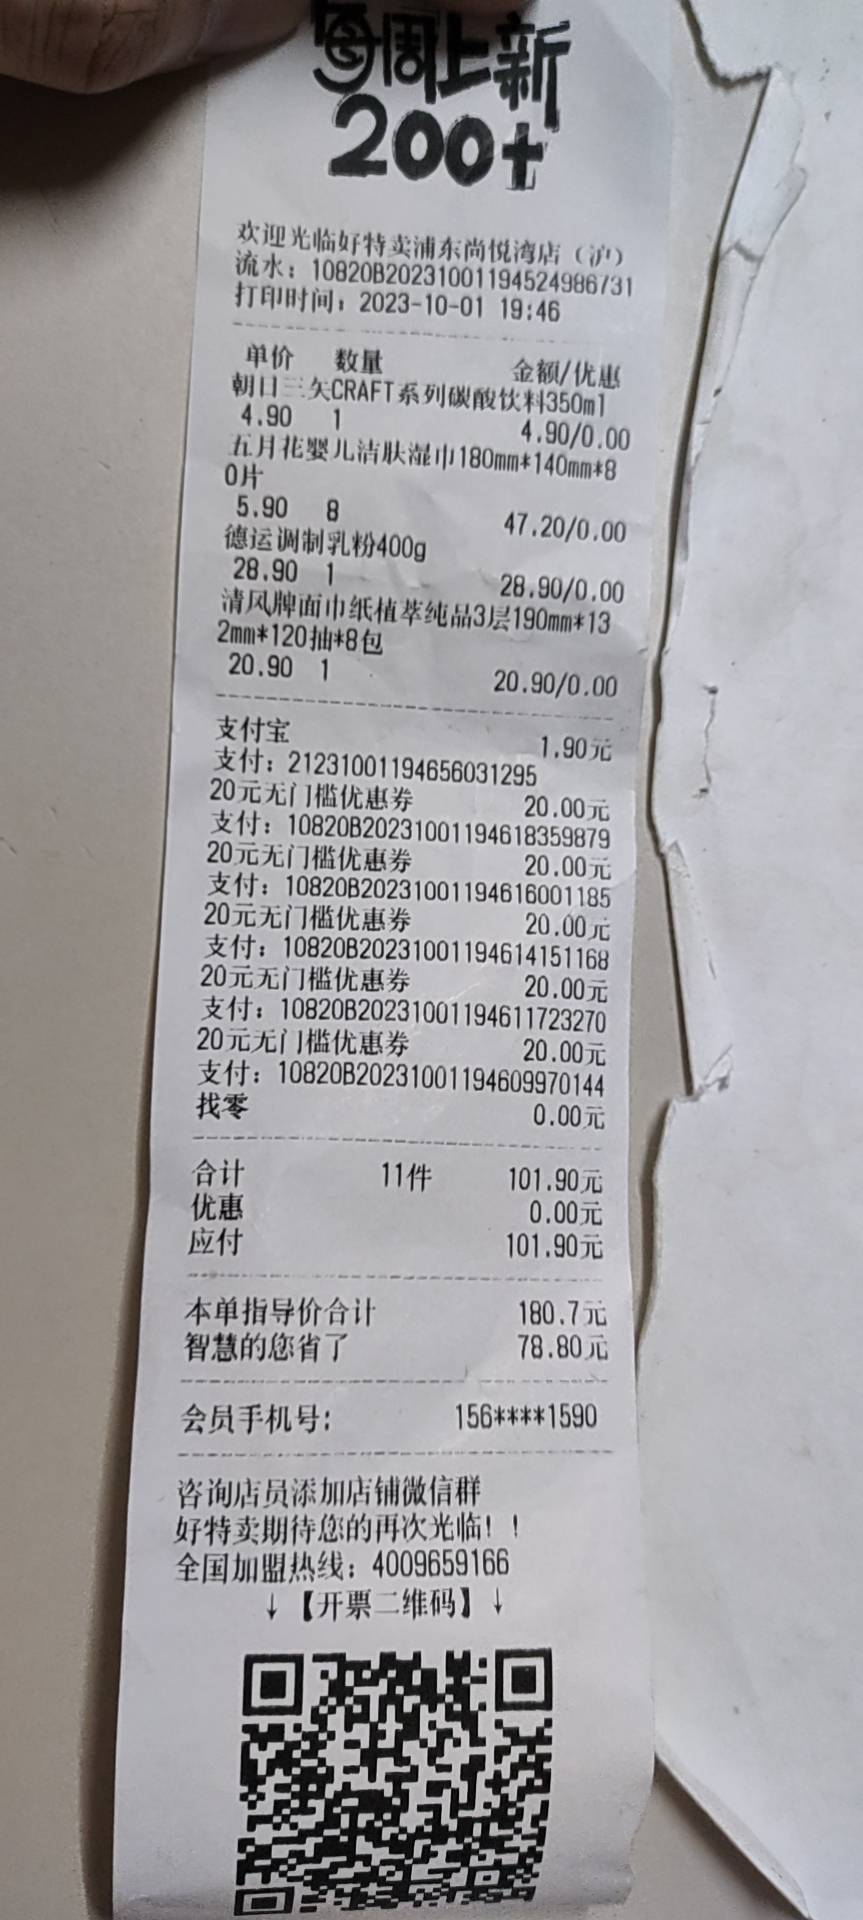 每周上新
200+
欢迎光临好特卖浦东尚悦湾店（沪）
流水：10820B20231001194524986731
打印时间：2023-10-01 19:46
单价 数量 金额/优惠
朝日三矢CRAFT系列碳酸饮料350ml
4.90 1 4.90/0.00
五月花婴儿洁肤湿巾180mm*140mm*8
0片
5.90 8 47.20/0.00
德运调制乳粉400g
28.90 1 28.90/0.00
清风牌面巾纸植萃纯品3层190mm*13
2mm*120抽*8包
20.90 1 20.90/0.00
支付宝 1.90元
支付：21231001194656031295
20元无门槛优惠券 20.00元
支付：10820B20231001194618359879
20元无门槛优惠券 20.00元
支付：10820B20231001194616001185
20元无门槛优惠券 20.00元
支付：10820B20231001194614151168
20元无门槛优惠券 20.00元
支付：10820B20231001194611723270
20元无门槛优惠券 20.00元
支付：10820B20231001194609970144
找零 0.00元
合计 11件 101.90元
优惠 0.00元
应付 101.90元
本单指导价合计 180.7元
智慧的您省了 78.80元
会员手机号: 156****1590
咨询店员添加店铺微信群
好特卖期待您的再次光临！！
全国加盟热线：4009659166
↓【开票二维码】↓